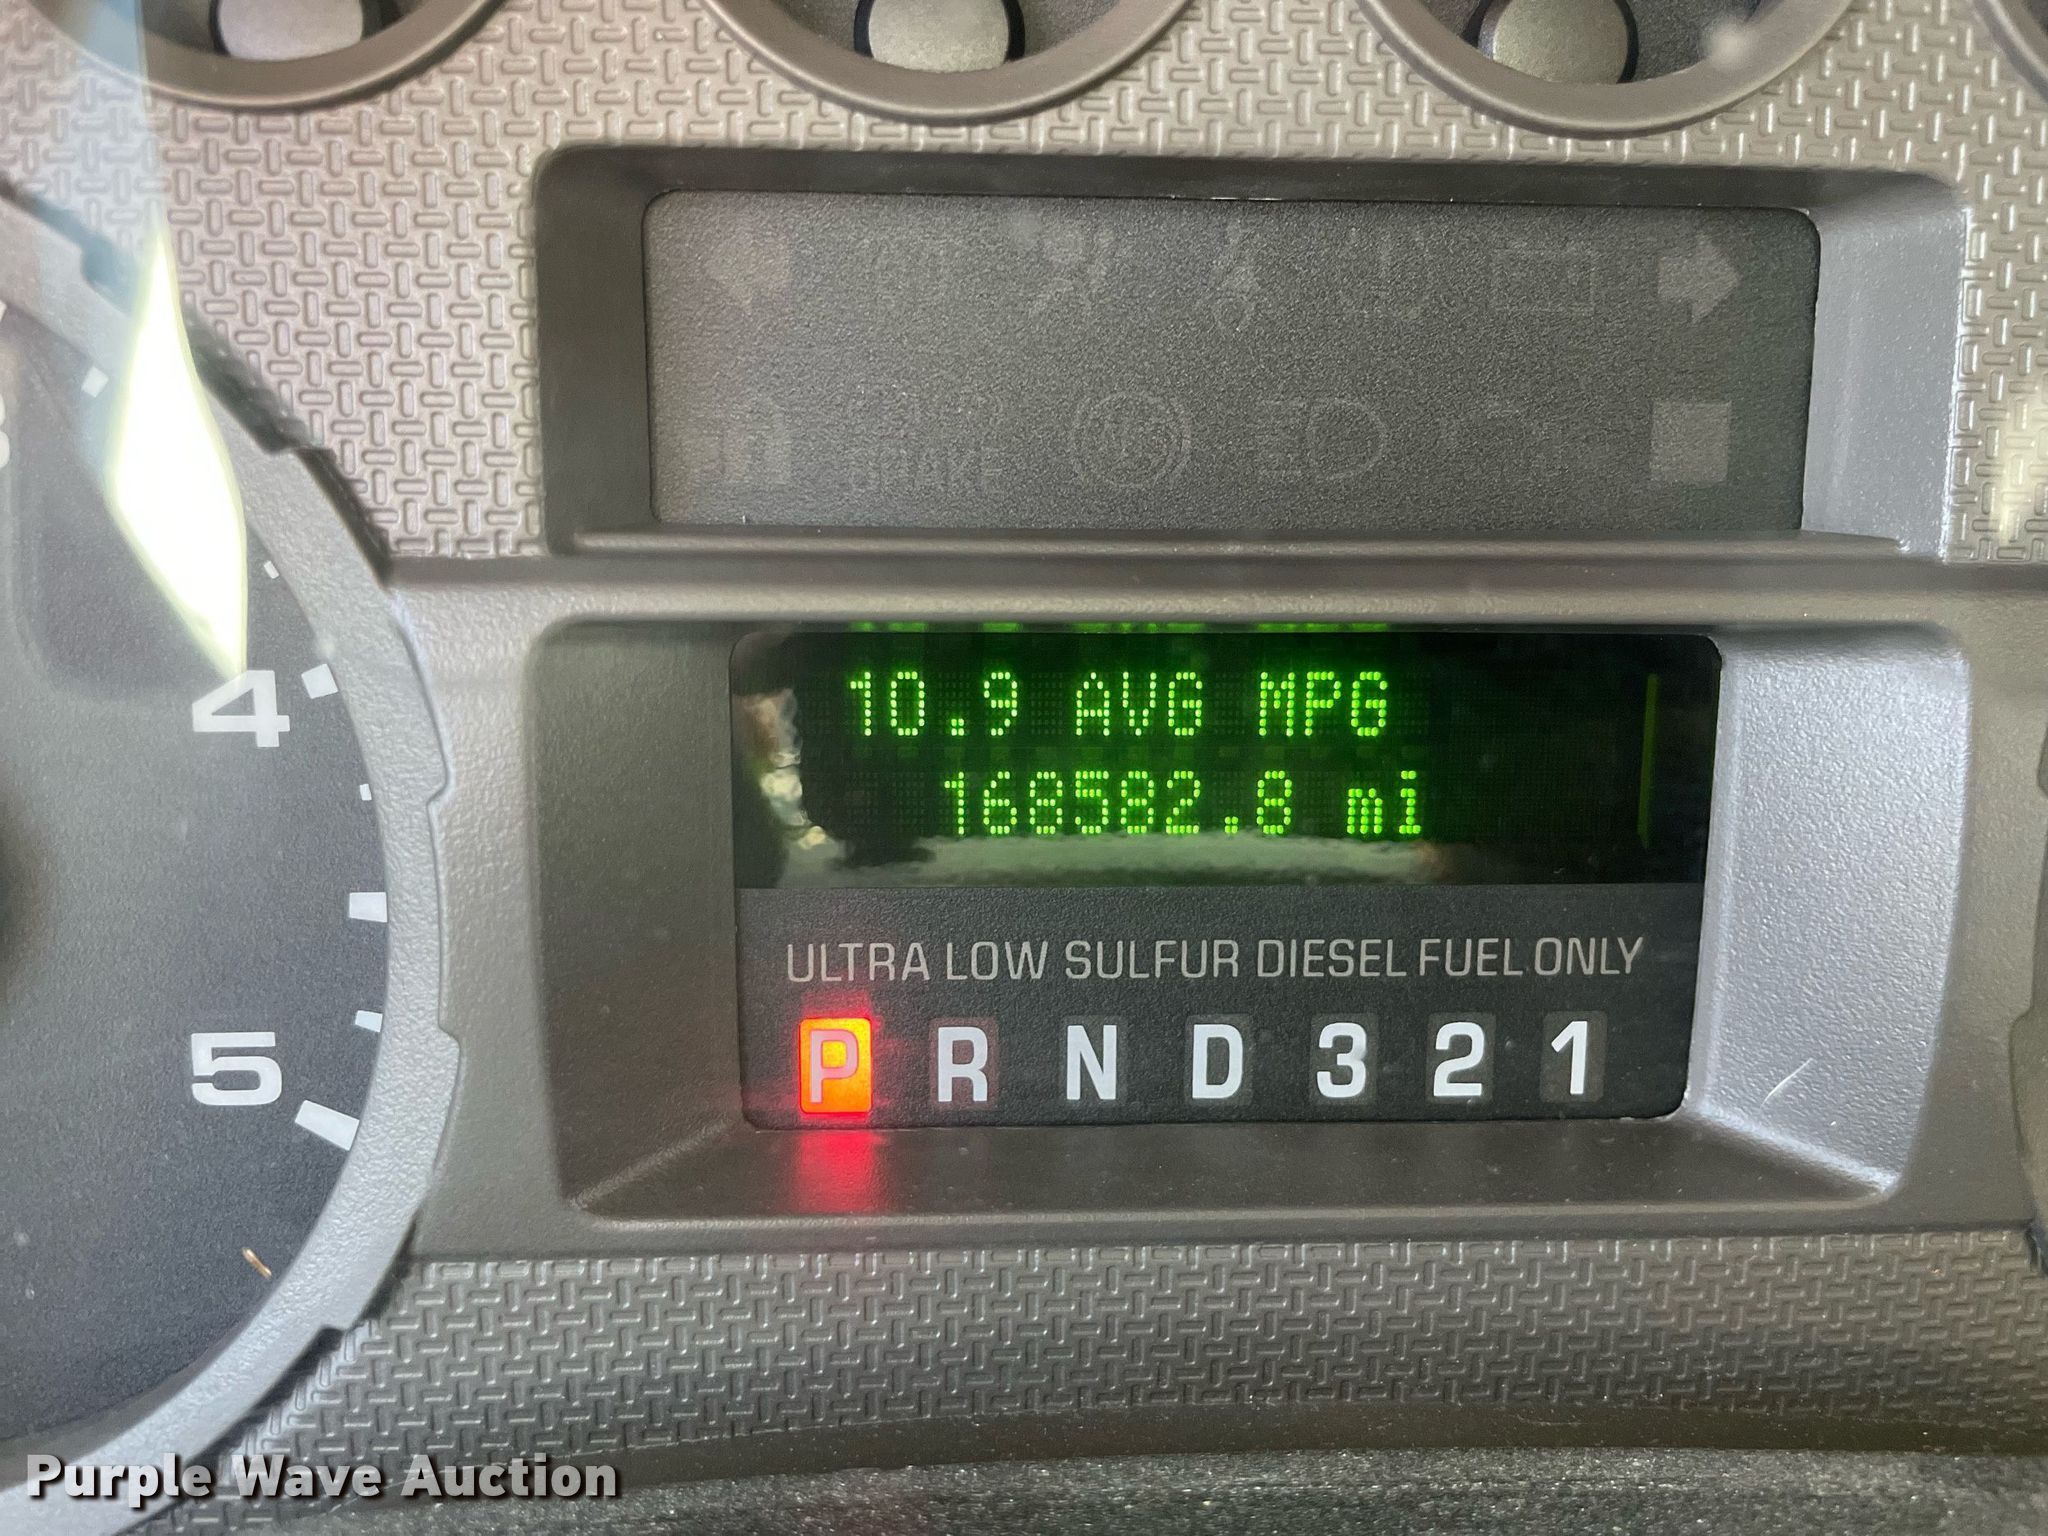 BRAKE
4
10.9 AVG MPG
168582.8 mi
ULTRA LOW SULFUR DIESEL FUEL ONLY
P R N D 3 2 1
5
Purple Wave Auction